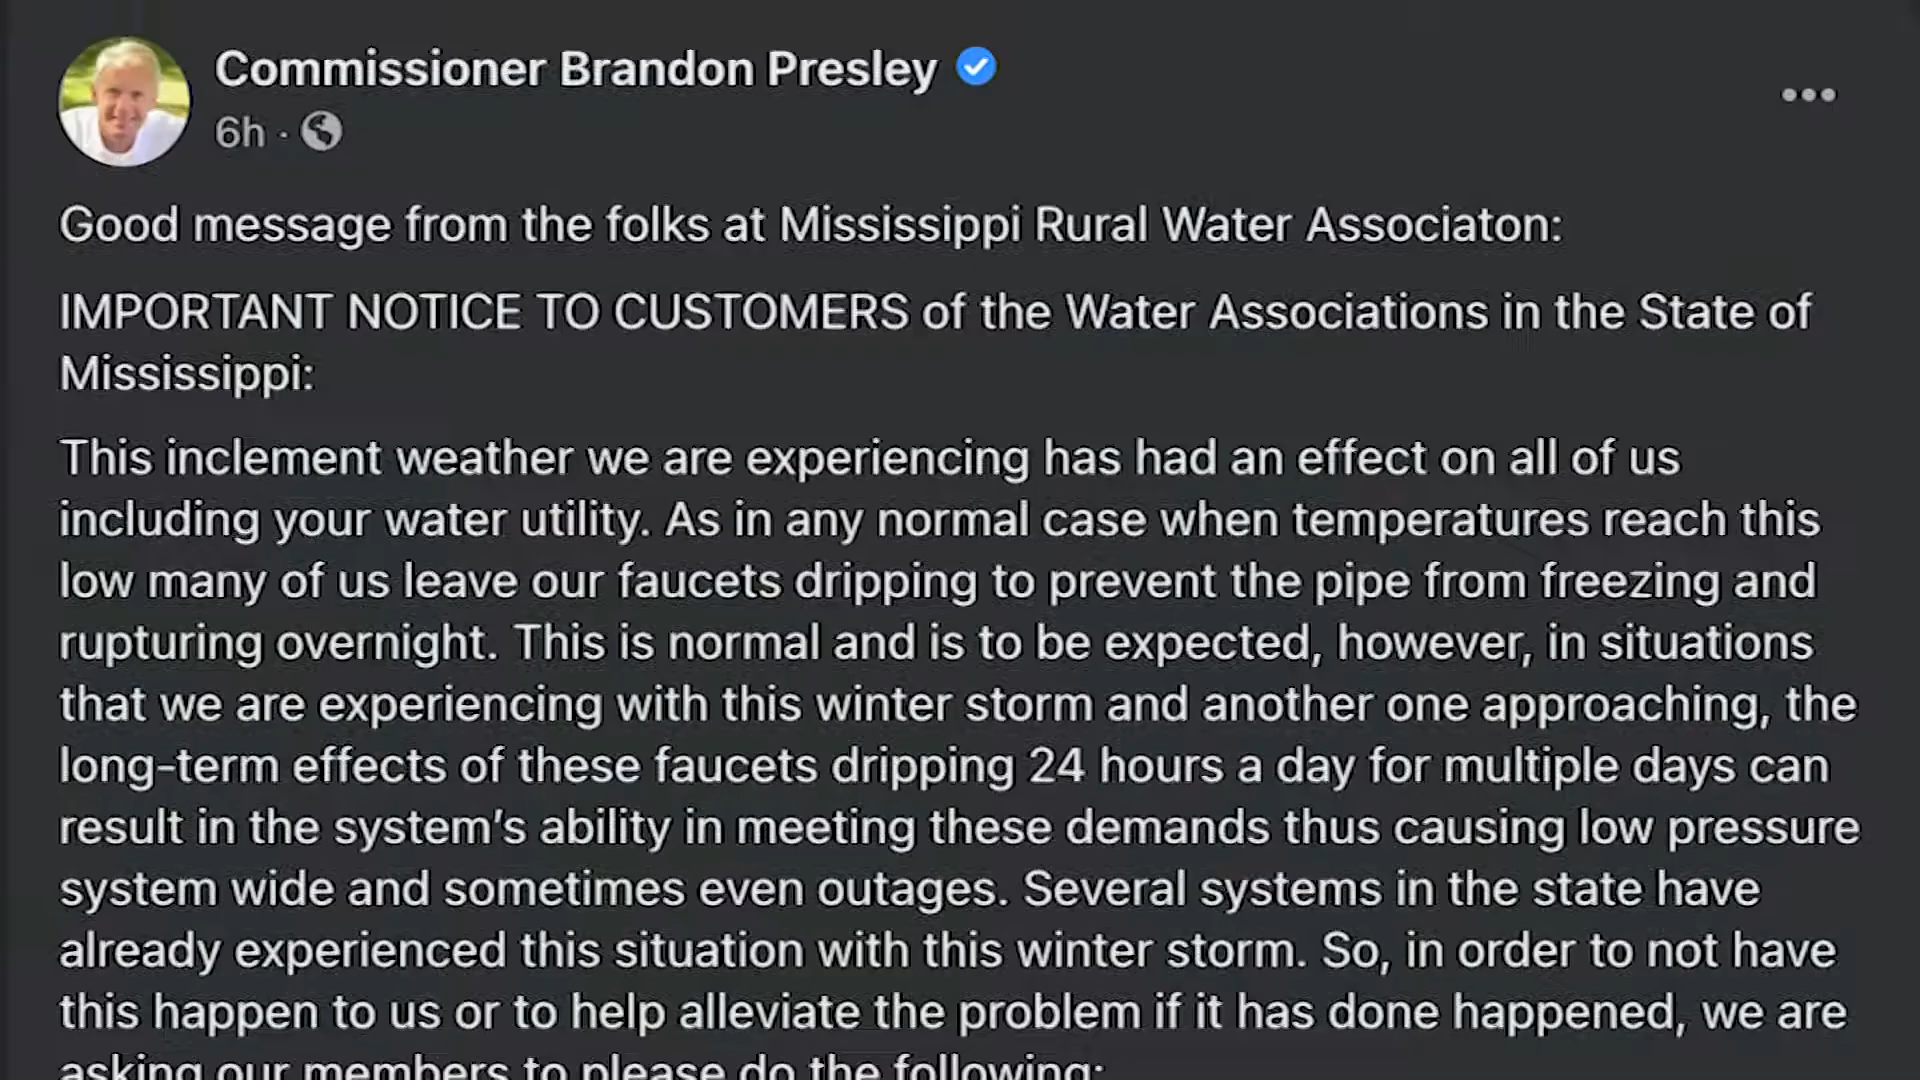 Commissioner Brandon Presley
6h ·
Good message from the folks at Mississippi Rural Water Associaton:
IMPORTANT NOTICE TO CUSTOMERS of the Water Associations in the State of
Mississippi:
This inclement weather we are experiencing has had an effect on all of us
including your water utility. As in any normal case when temperatures reach this
low many of us leave our faucets dripping to prevent the pipe from freezing and
rupturing overnight. This is normal and is to be expected, however, in situations
that we are experiencing with this winter storm and another one approaching, the
long-term effects of these faucets dripping 24 hours a day for multiple days can
result in the system’s ability in meeting these demands thus causing low pressure
system wide and sometimes even outages. Several systems in the state have
already experienced this situation with this winter storm. So, in order to not have
this happen to us or to help alleviate the problem if it has done happened, we are
asking our members to please do the following: